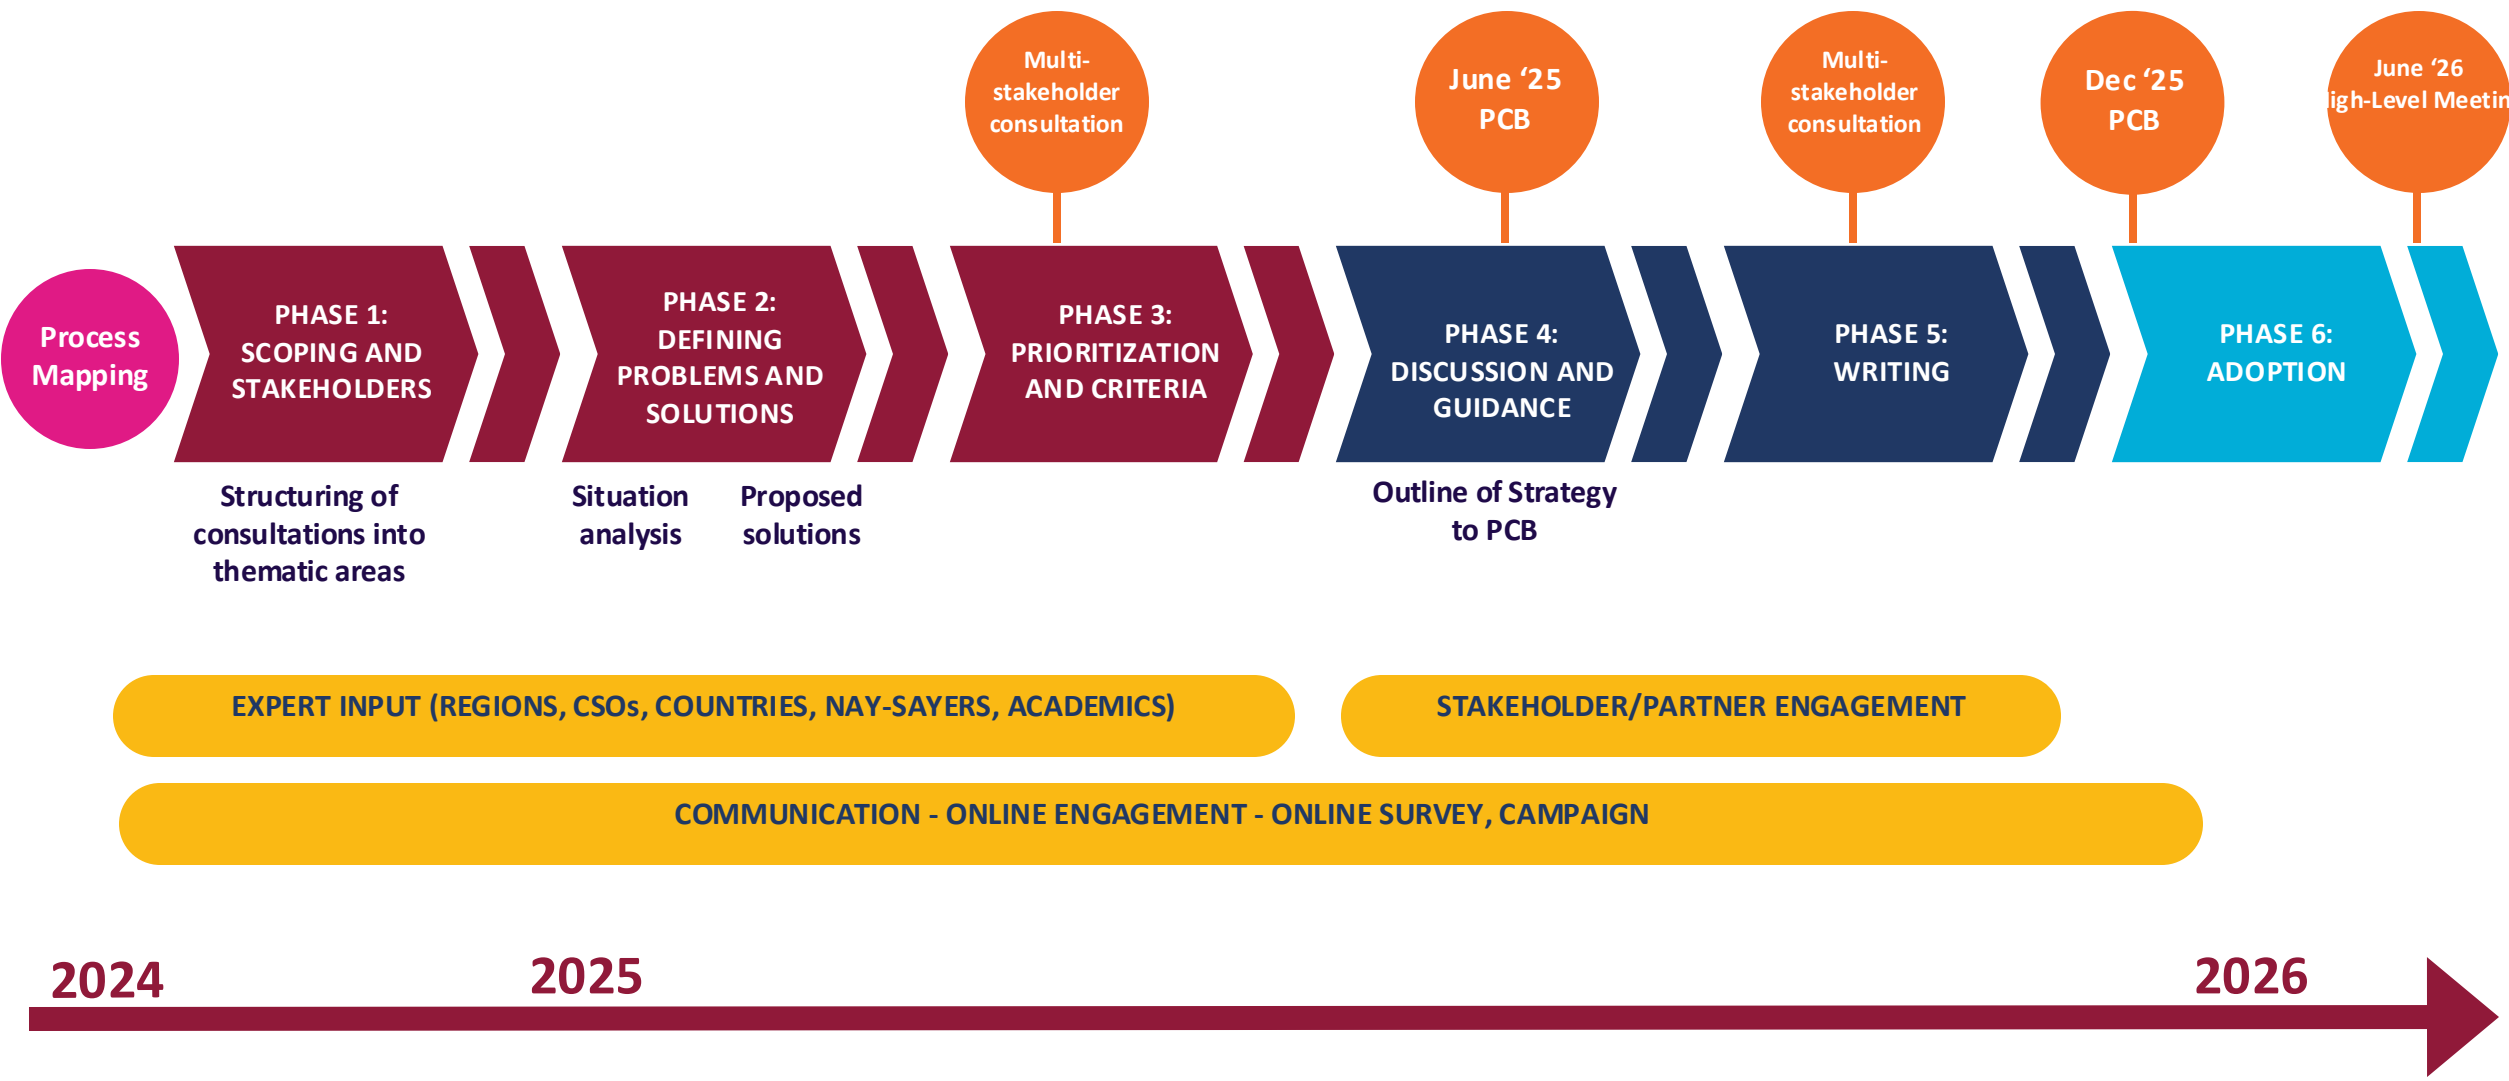 Multi-
stakeholder
consultation
June ‘25
PCB
Multi-
stakeholder
consultation
Dec ‘25
PCB
June ‘26
igh-Level Meetin
Process
Mapping
PHASE 1:
SCOPING AND
STAKEHOLDERS
PHASE 2:
DEFINING
PROBLEMS AND
SOLUTIONS
PHASE 3:
PRIORITIZATION
AND CRITERIA
PHASE 4:
DISCUSSION AND
GUIDANCE
PHASE 5:
WRITING
PHASE 6:
ADOPTION
Structuring of
consultations into
thematic areas
Situation
analysis
Proposed
solutions
Outline of Strategy
to PCB
EXPERT INPUT (REGIONS, CSOs, COUNTRIES, NAY-SAYERS, ACADEMICS)
STAKEHOLDER/PARTNER ENGAGEMENT
COMMUNICATION - ONLINE ENGAGEMENT - ONLINE SURVEY, CAMPAIGN
2024
2025
2026